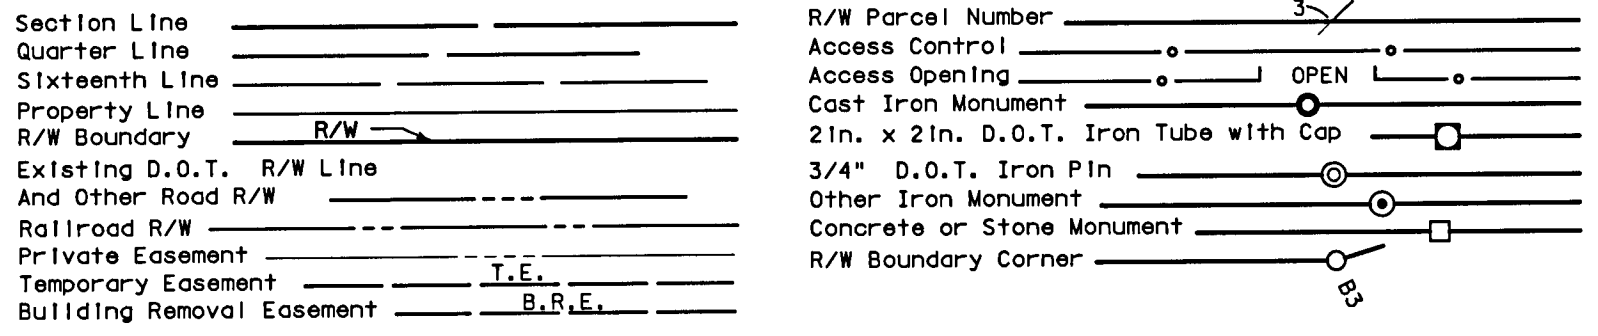 Section Line
Quarter Line
Sixteenth Line
Property Line
R/W Boundary R/W
Existing D.O.T. R/W Line
And Other Road R/W
Railroad R/W
Private Easement
Temporary Easement T.E.
Building Removal Easement B.R.E.
R/W Parcel Number 3
Access Control
Access Opening OPEN
Cast Iron Monument
2in. x 2in. D.O.T. Iron Tube with Cap
3/4" D.O.T. Iron Pin
Other Iron Monument
Concrete or Stone Monument
R/W Boundary Corner
B3